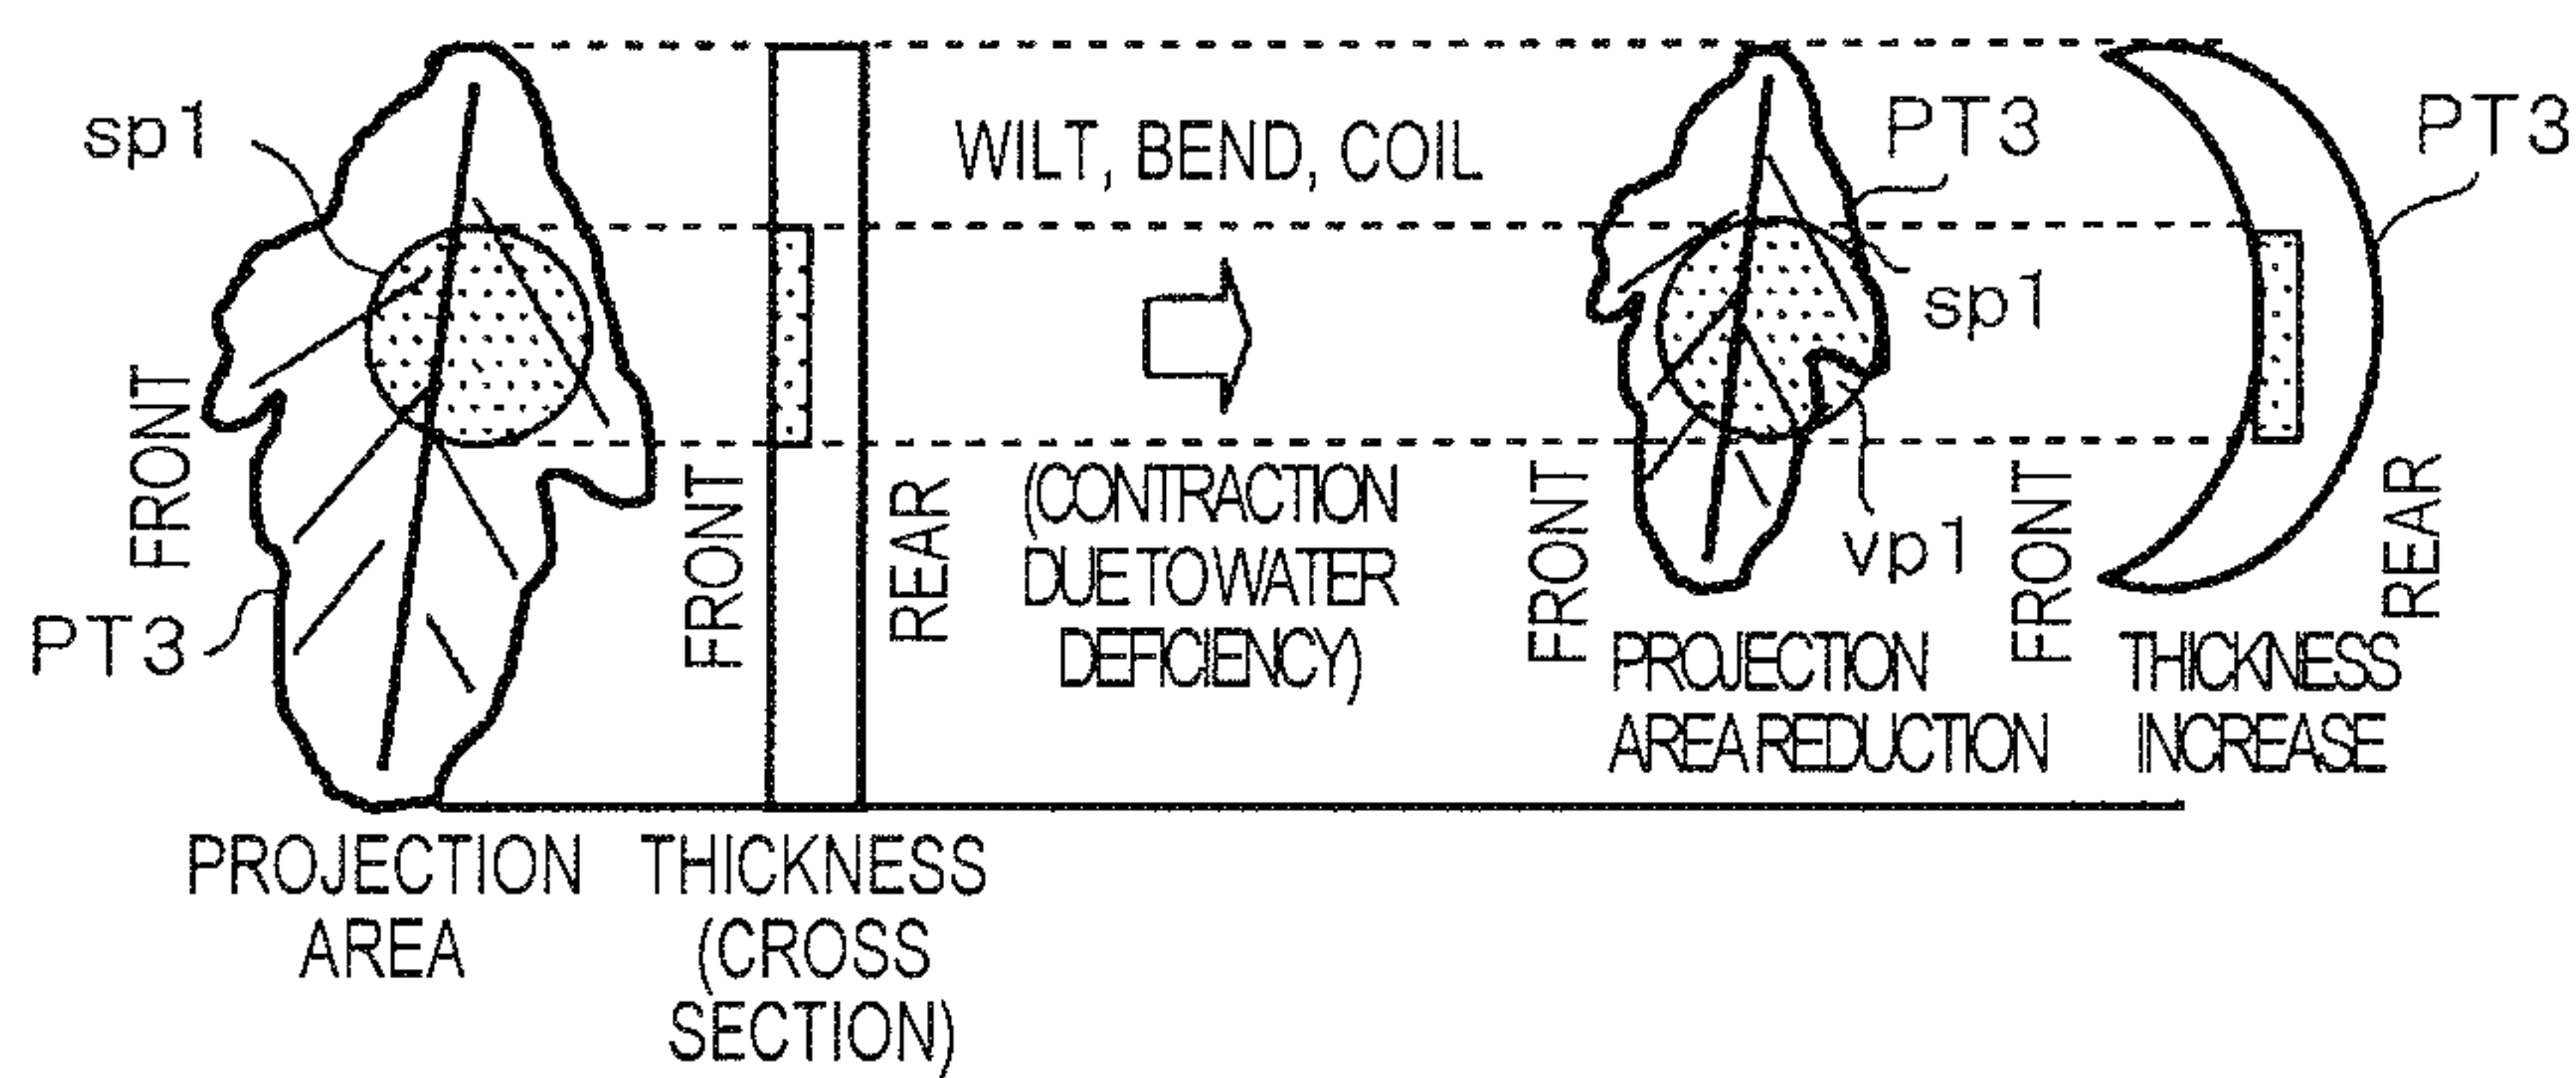 sp1
WILT, BEND, COIL
PT3
PT3
sp1
FRONT
FRONT
REAR
(CONTRACTION
DUE TO WATER
DEFICIENCY)
FRONT
vp1
FRONT
REAR
PT3
PROJECTION
AREA REDUCTION
THICKNESS
INCREASE
PROJECTION
AREA
THICKNESS
(CROSS
SECTION)